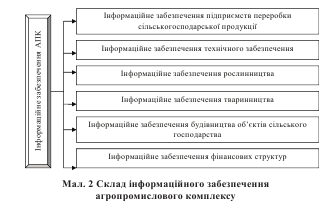 Інформаційне забезпечення АПК
Інформаційне забезпечення підприємств переробки
сільськогосподарської продукції
Інформаційне забезпечення технічного забезпечення
Інформаційне забезпечення рослинництва
Інформаційне забезпечення тваринництва
Інформаційне забезпечення будівництва об’єктів сільського
господарства
Інформаційне забезпечення фінансових структур
Мал. 2 Склад інформаційного забезпечення
агропромислового комплексу